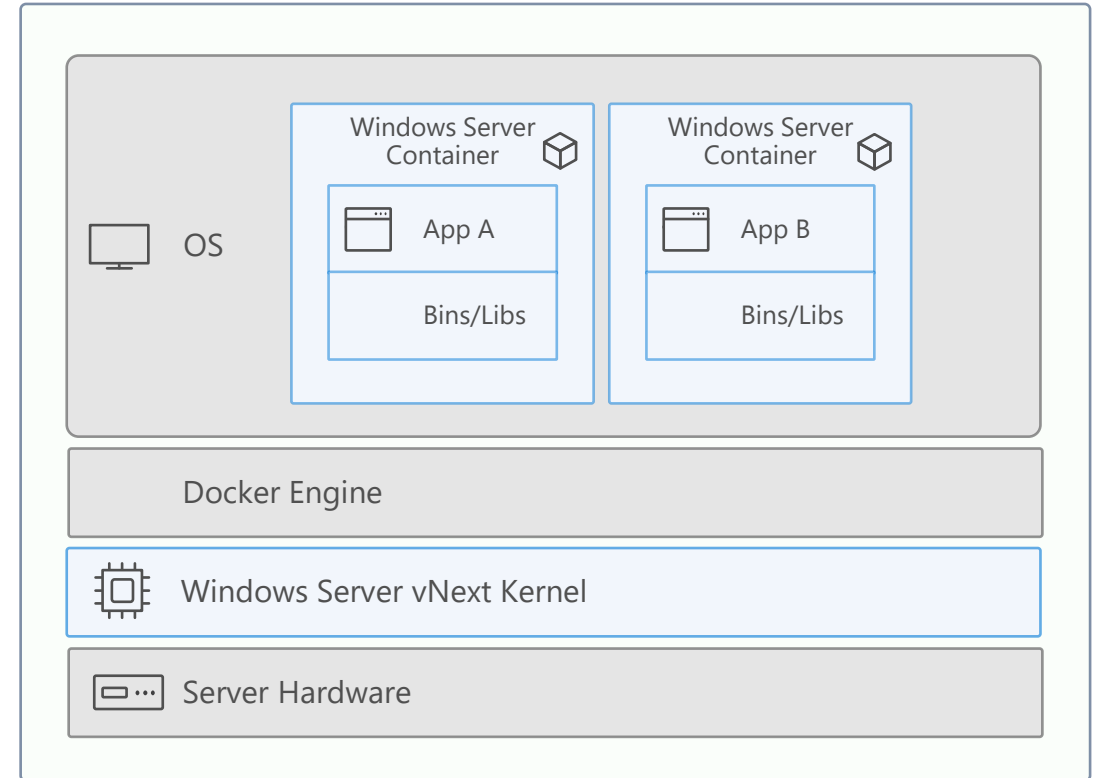 Windows Server
Container
Windows Server
Container
OS
App A
App B
Bins/Libs
Bins/Libs
Docker Engine
Windows Server vNext Kernel
Server Hardware